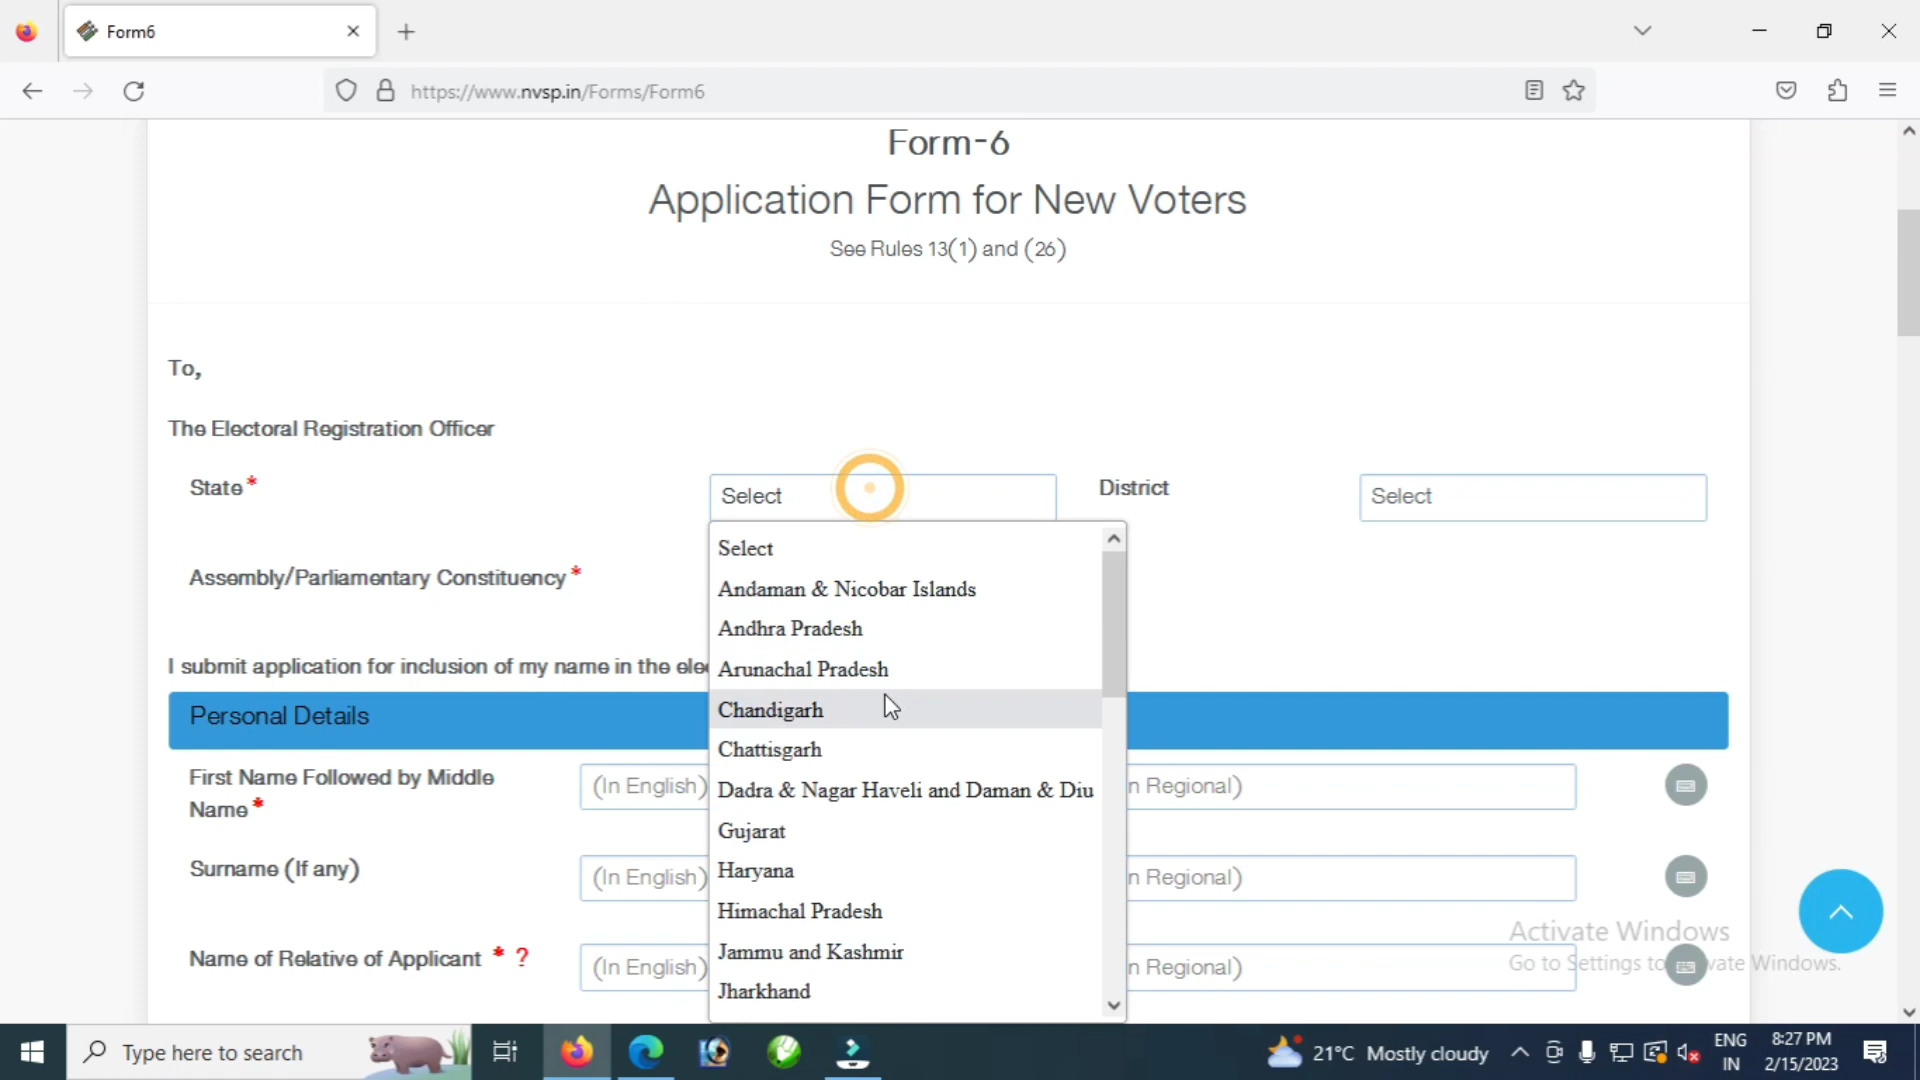 Form6
https://www.nvsp.in/Forms/Form6
Form-6
Application Form for New Voters
See Rules 13(1) and (26)
To,
The Electoral Registration Officer
State*
Select
District
Select
Assembly/Parliamentary Constituency*
Select
Andaman & Nicobar Islands
Andhra Pradesh
Arunachal Pradesh
Chandigarh
Chattisgarh
Dadra & Nagar Haveli and Daman & Diu
Gujarat
Haryana
Himachal Pradesh
Jammu and Kashmir
Jharkhand
I submit application for inclusion of my name in the
Personal Details
First Name Followed by Middle
Name*
(In English)
n Regional)
Surname (If any)
(In English)
n Regional)
Name of Relative of Applicant * ?
(In English)
n Regional)
Activate Windows
Go to Settings to vate Windows.
Type here to search
21°C Mostly cloudy
ENG
IN
8:27 PM
2/15/2023